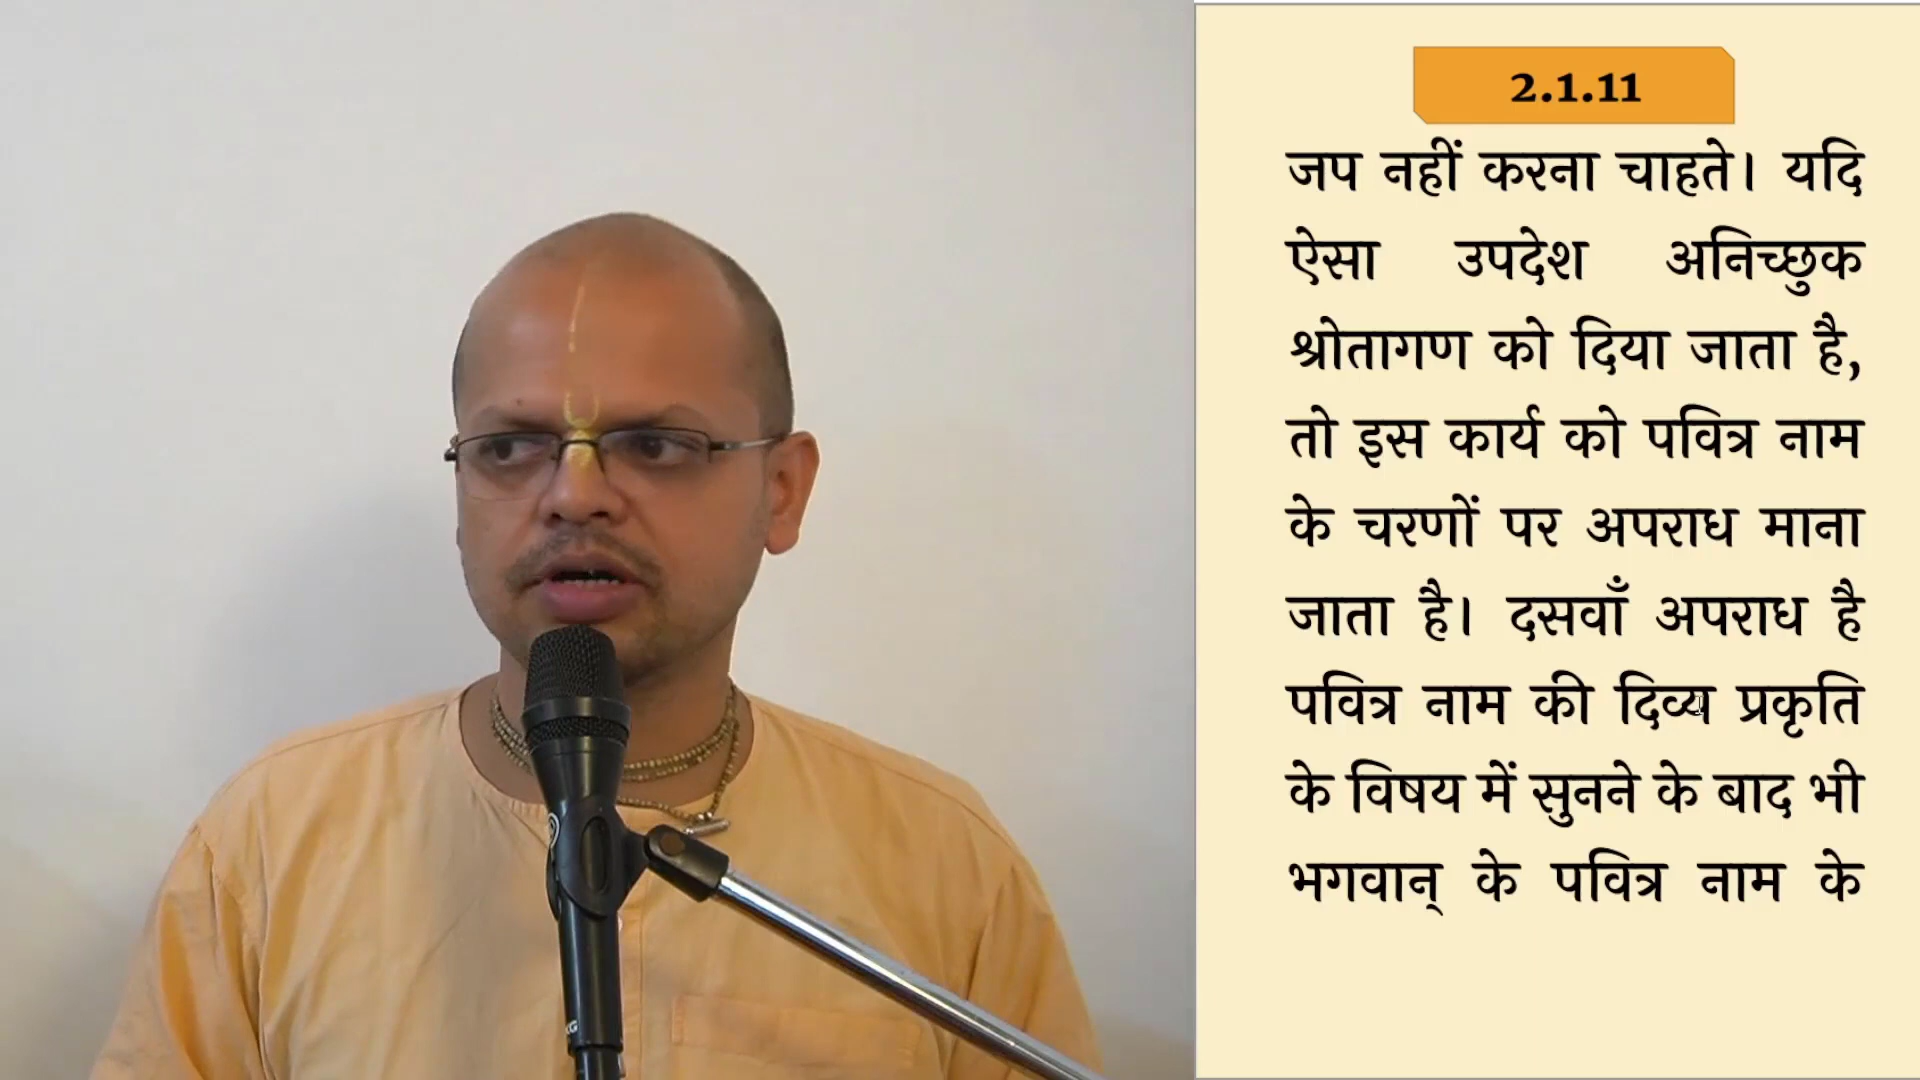 2.1.11
जप नहीं करना चाहते। यदि
ऐसा उपदेश अनिच्छुक
श्रोतागण को दिया जाता है,
तो इस कार्य को पवित्र नाम
के चरणों पर अपराध माना
जाता है। दसवाँ अपराध है
पवित्र नाम की दिव्य प्रकृति
के विषय में सुनने के बाद भी
भगवान् के पवित्र नाम के